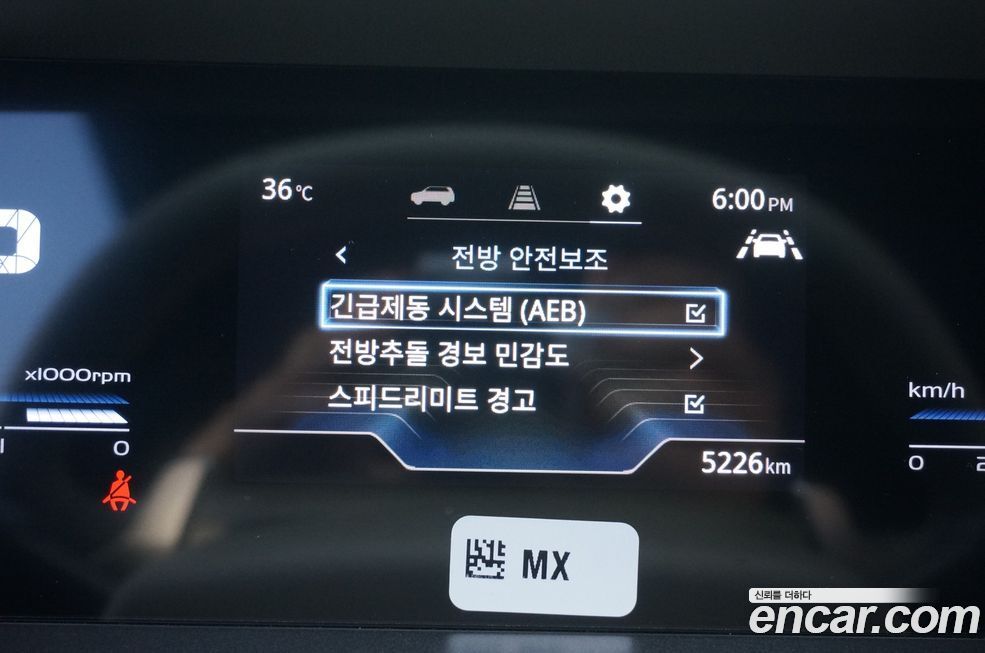 36℃
6:00PM
전방 안전보조
긴급제동 시스템 (AEB)
전방추돌 경보 민감도
스피드리미트 경고
x1000rpm
km/h
0
0
5226km
MX
신뢰를 더하다
encar.com